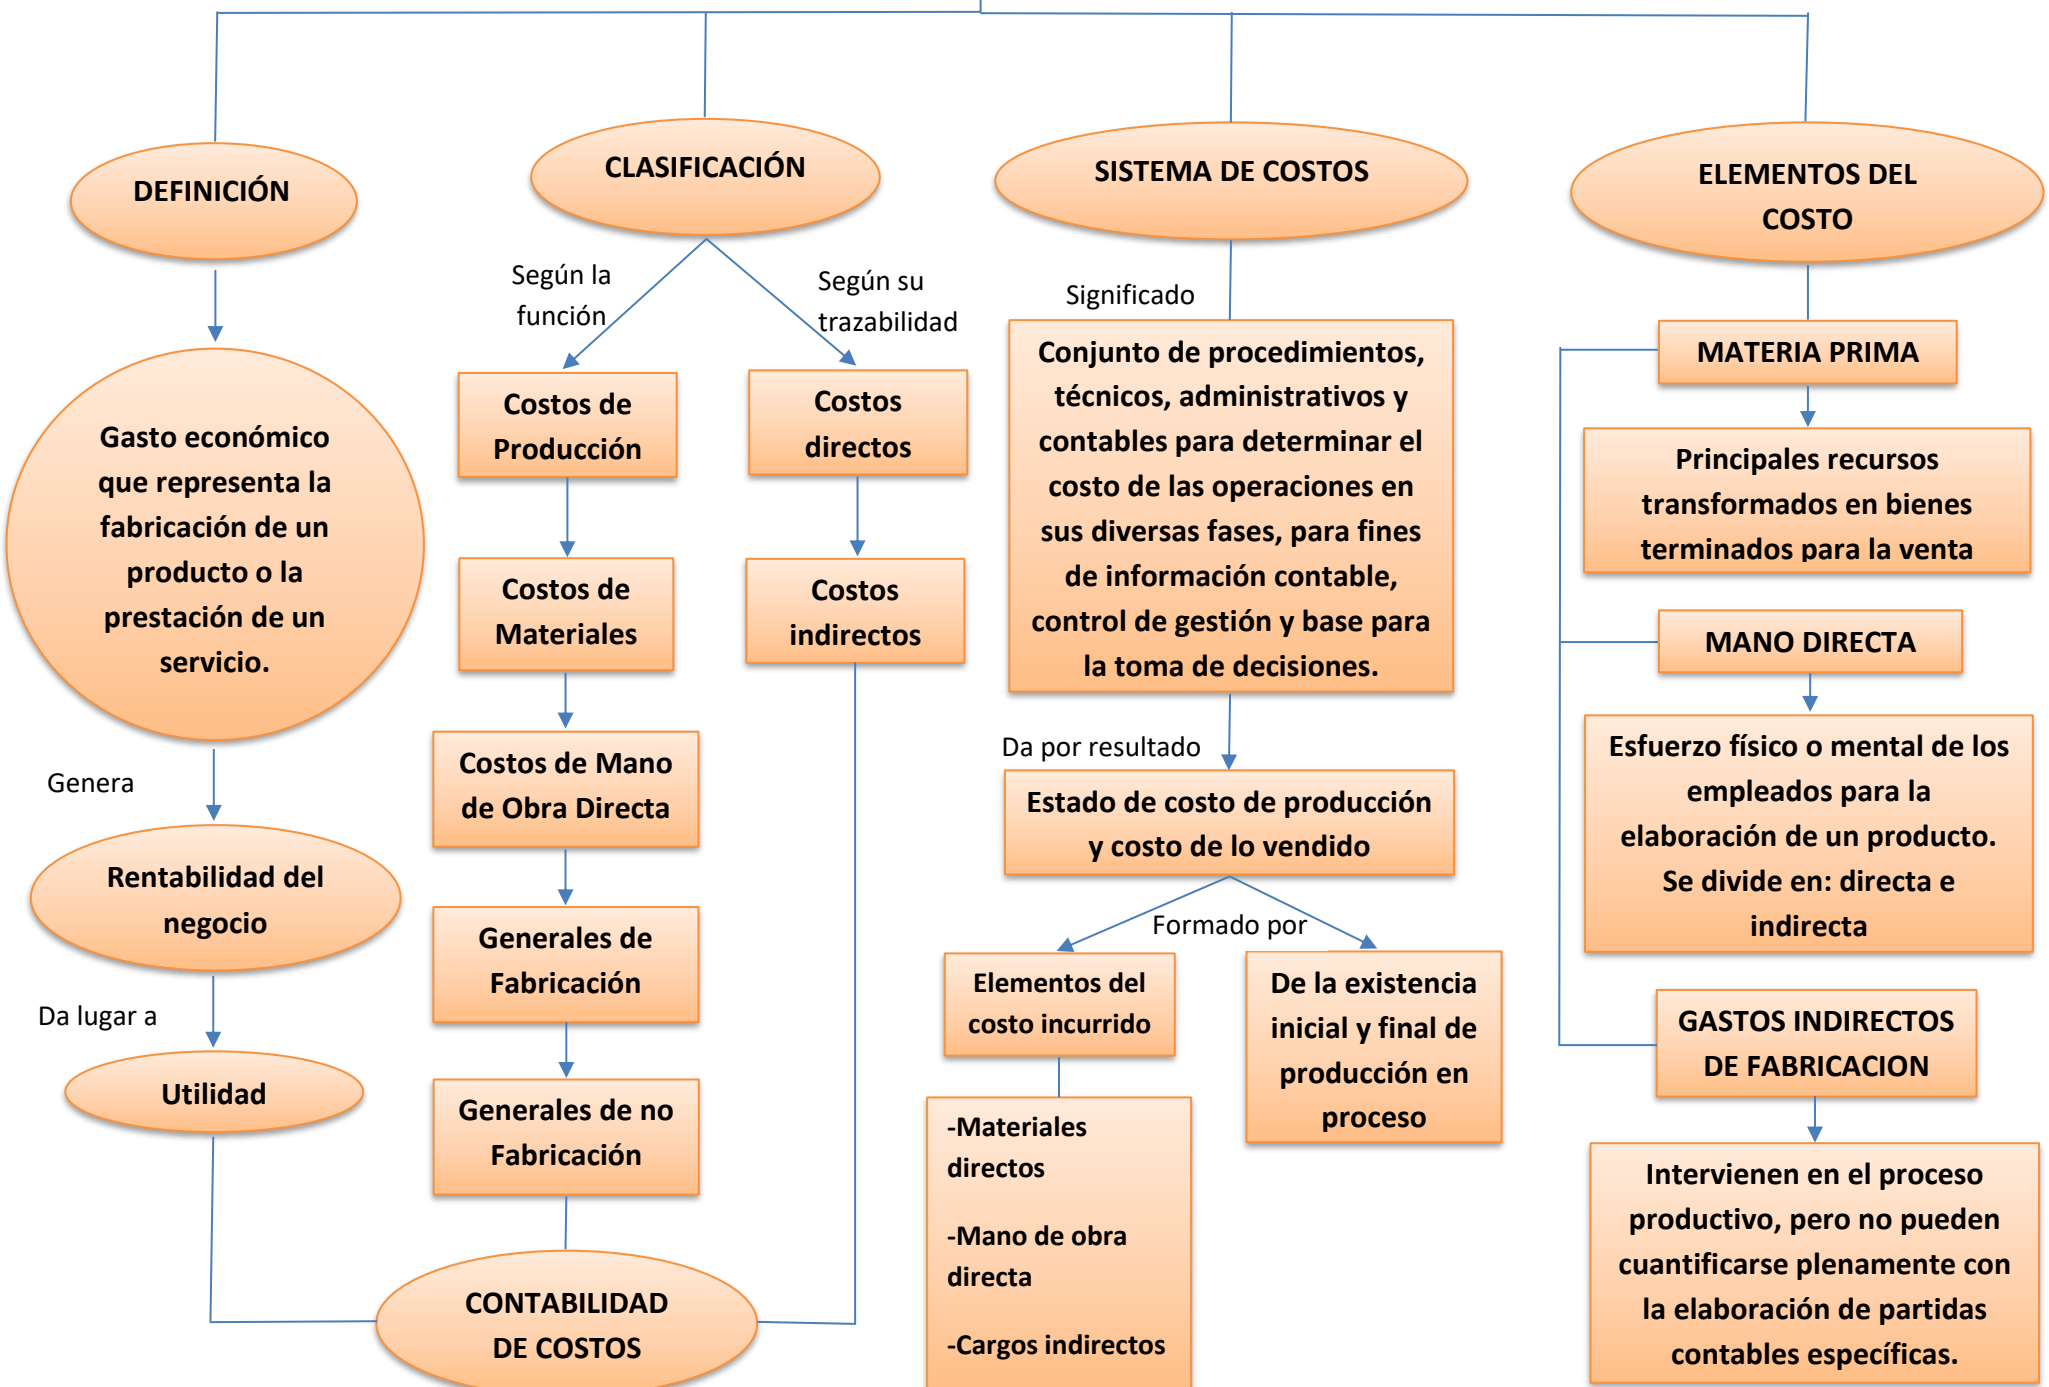 DEFINICIÓN
Gasto económico
que representa la
fabricación de un
producto o la
prestación de un
servicio.
Genera
Rentabilidad del
negocio
Da lugar a
Utilidad
CLASIFICACIÓN
Según la
función
Costos de
Producción
Costos de
Materiales
Costos de Mano
de Obra Directa
Generales de
Fabricación
Generales de no
Fabricación
Según su
trazabilidad
Costos
directos
Costos
indirectos
CONTABILIDAD
DE COSTOS
SISTEMA DE COSTOS
Significado
Conjunto de procedimientos,
técnicos, administrativos y
contables para determinar el
costo de las operaciones en
sus diversas fases, para fines
de información contable,
control de gestión y base para
la toma de decisiones.
Da por resultado
Estado de costo de producción
y costo de lo vendido
Formado por
Elementos del
costo incurrido
-Materiales
directos
-Mano de obra
directa
-Cargos indirectos
De la existencia
inicial y final de
producción en
proceso
ELEMENTOS DEL
COSTO
MATERIA PRIMA
Principales recursos
transformados en bienes
terminados para la venta
MANO DIRECTA
Esfuerzo físico o mental de los
empleados para la
elaboración de un producto.
Se divide en: directa e
indirecta
GASTOS INDIRECTOS
DE FABRICACION
Intervienen en el proceso
productivo, pero no pueden
cuantificarse plenamente con
la elaboración de partidas
contables específicas.